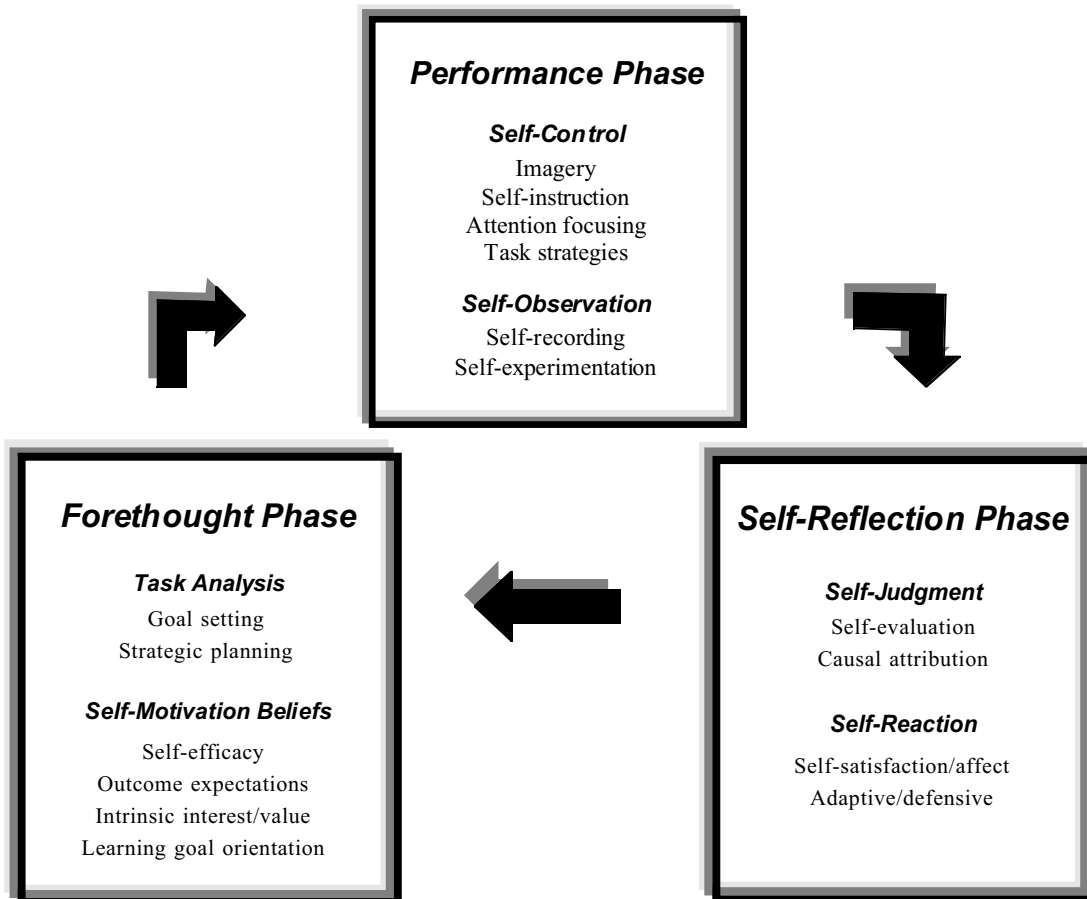 Performance Phase
Self-Control
Imagery
Self-instruction
Attention focusing
Task strategies
Self-Observation
Self-recording
Self-experimentation
Forethought Phase
Task Analysis
Goal setting
Strategic planning
Self-Motivation Beliefs
Self-efficacy
Outcome expectations
Intrinsic interest/value
Learning goal orientation
Self-Reflection Phase
Self-Judgment
Self-evaluation
Causal attribution
Self-Reaction
Self-satisfaction/affect
Adaptive/defensive